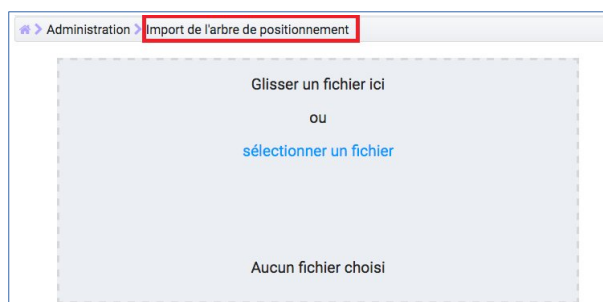 Administration > Import de l'arbre de positionnement
Glisser un fichier ici
ou
sélectionner un fichier
Aucun fichier choisi